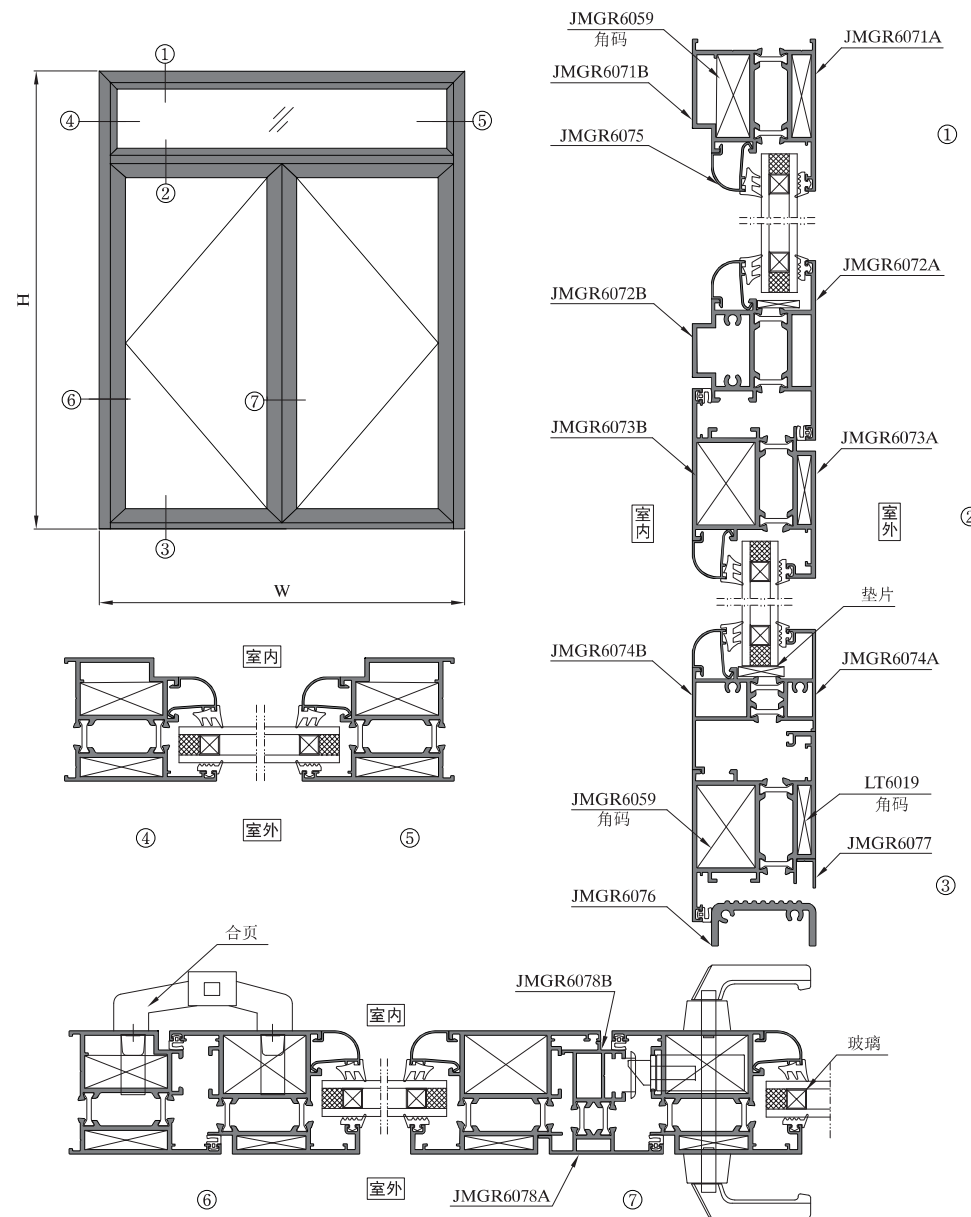 ①
④
⑤
②
H
⑥
⑦
③
W
JMGR6059
角码
JMGR6071A
JMGR6071B
①
JMGR6075
JMGR6072A
JMGR6072B
JMGR6073B
JMGR6073A
室内
室外
②
垫片
JMGR6074B
JMGR6074A
JMGR6059
角码
LT6019
角码
JMGR6077
③
JMGR6076
室内
室外
④
⑤
合页
JMGR6078B
室内
玻璃
室外
JMGR6078A
⑥
⑦